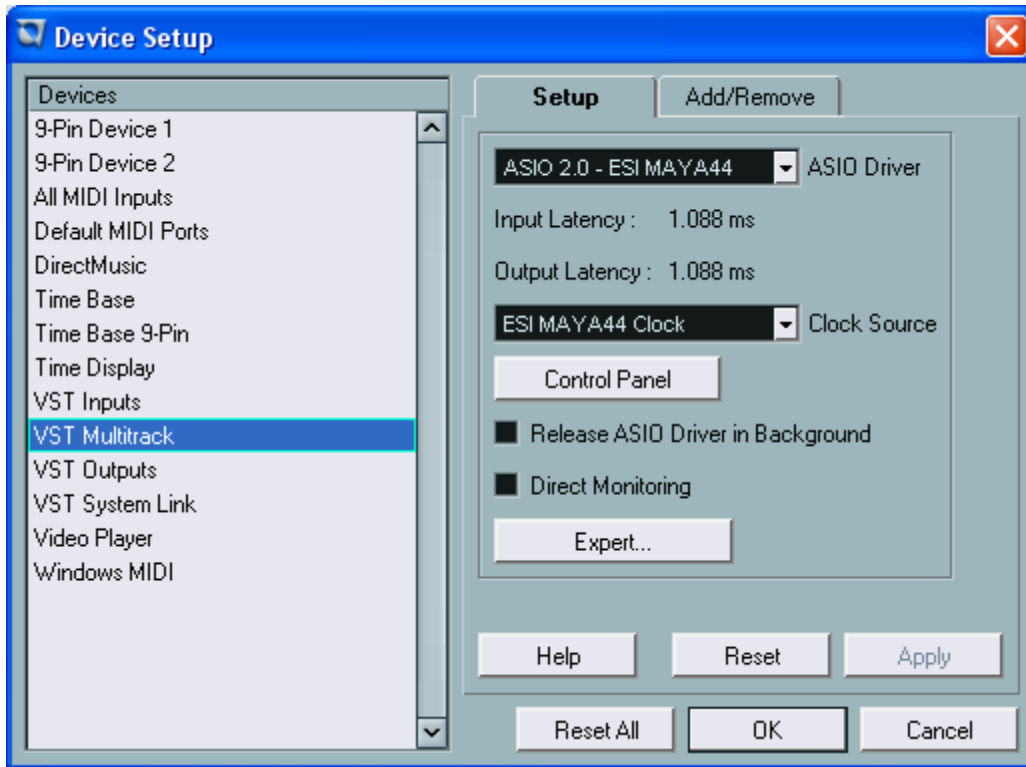 Device Setup
Devices
9-Pin Device 1
9-Pin Device 2
All MIDI Inputs
Default MIDI Ports
DirectMusic
Time Base
Time Base 9-Pin
Time Display
VST Inputs
VST Multitrack
VST Outputs
VST System Link
Video Player
Windows MIDI
Setup
Add/Remove
ASIO 2.0 - ESI MAYA44 ASIO Driver
Input Latency : 1.088 ms
Output Latency : 1.088 ms
ESI MAYA44 Clock Clock Source
Control Panel
Release ASIO Driver in Background
Direct Monitoring
Expert...
Help Reset Apply
Reset All OK Cancel